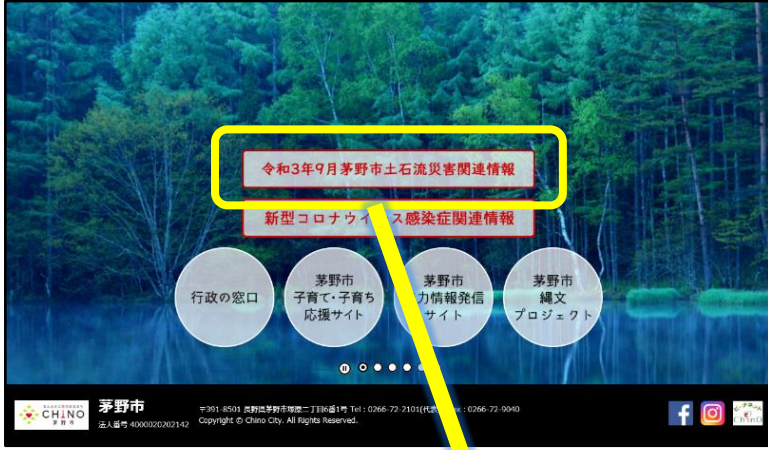 令和3年9月茅野市土石流災害関連情報
新型コロナウイ ス感染症関連情報
行政の窓口
茅野市
子育て・子育ち
応援サイト
茅野市
力情報発信
サイト
茅野市
縄文
プロジェクト
CHINO
茅野市
茅野市
法人番号 4000020202142
〒391-8501 長野県茅野市塚原二丁目6番1号 Tel : 0266-72-2101(代表) : 0266-72-9040
Copyright © Chino City. All Rights Reserved.